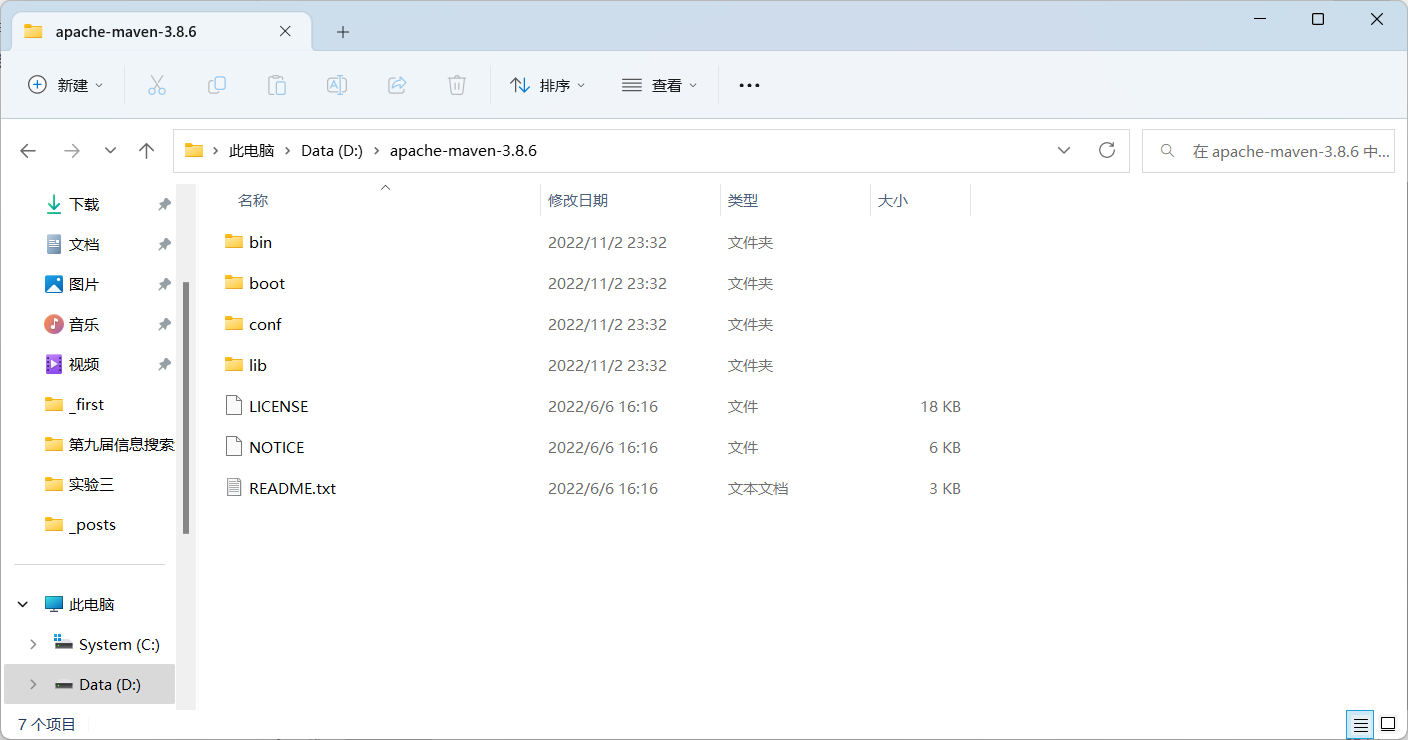 apache-maven-3.8.6
新建
排序
查看
此电脑 Data (D:) apache-maven-3.8.6
在 apache-maven-3.8.6 中...
名称 修改日期 类型 大小
下载
文档
图片
音乐
视频
_first
第九届信息搜索
实验三
_posts
此电脑
System (C:)
Data (D:)
bin 2022/11/2 23:32 文件夹
boot 2022/11/2 23:32 文件夹
conf 2022/11/2 23:32 文件夹
lib 2022/11/2 23:32 文件夹
LICENSE 2022/6/6 16:16 文件 18 KB
NOTICE 2022/6/6 16:16 文件 6 KB
README.txt 2022/6/6 16:16 文本文档 3 KB
7 个项目